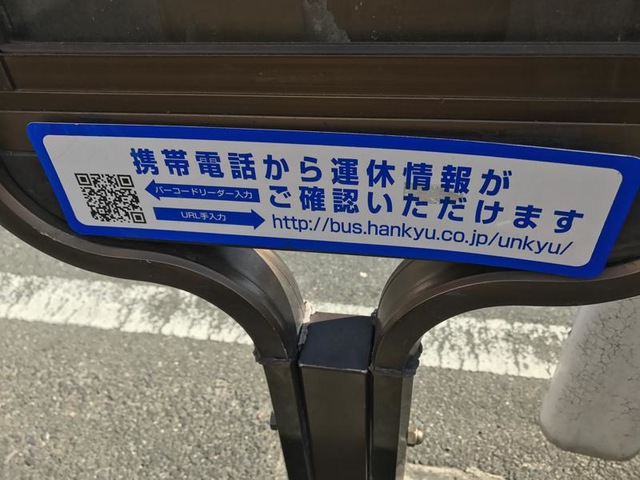 携帯電話から運休情報が
バーコードリーダー入力
ご確認いただけます
URL手入力
http://bus.hankyu.co.jp/unkyu/